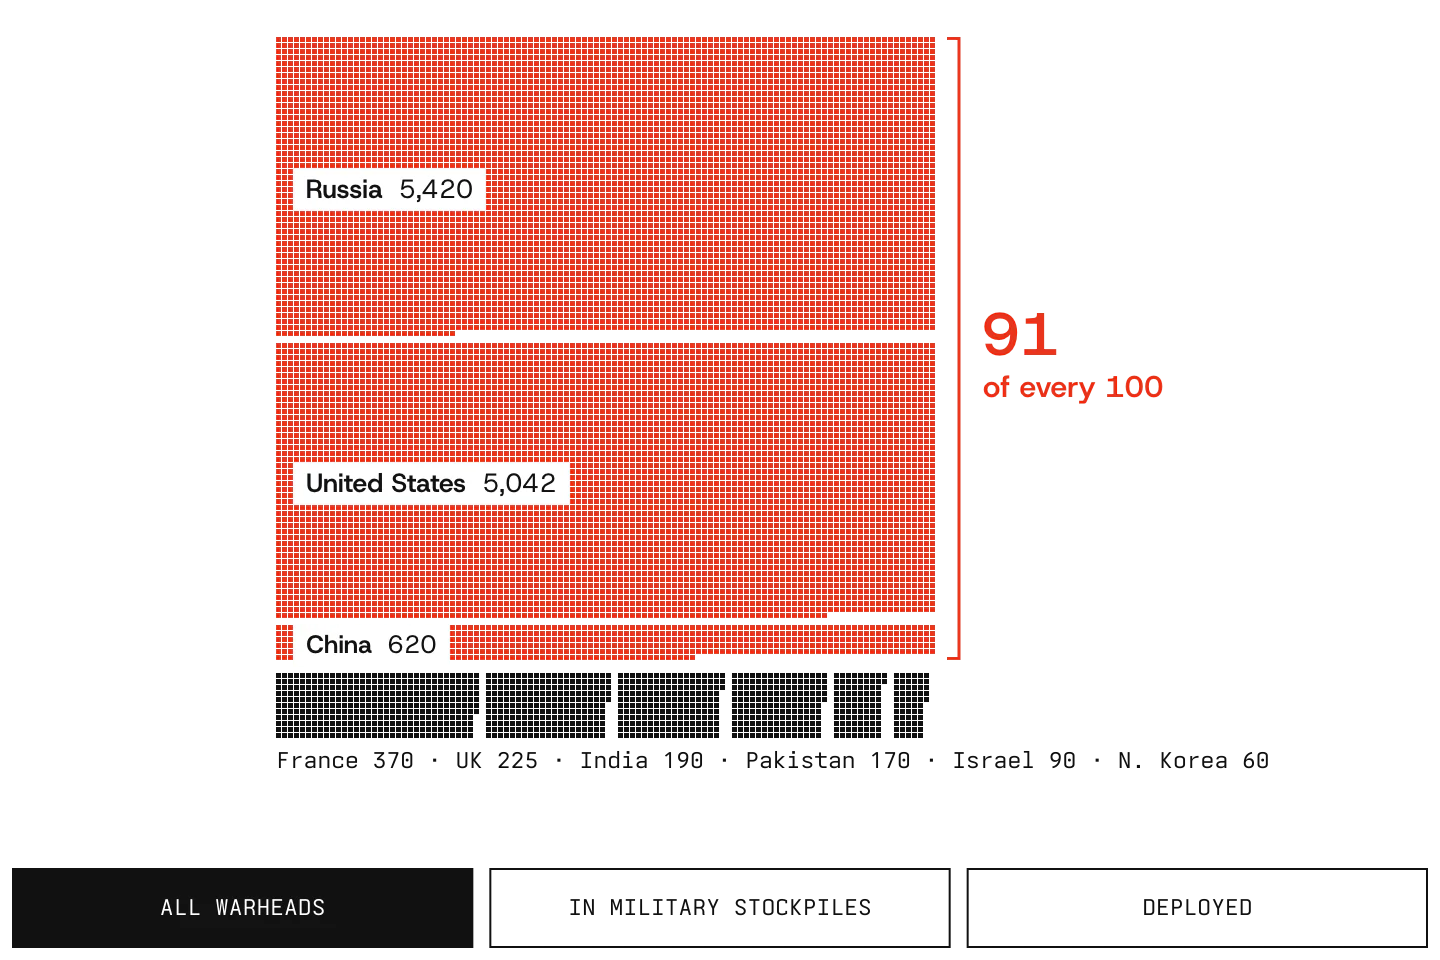 Russia 5,420
91
of every 100
United States 5,042
China 620
France 370 · UK 225 · India 190 · Pakistan 170 · Israel 90 · N. Korea 60
ALL WARHEADS
IN MILITARY STOCKPILES
DEPLOYED